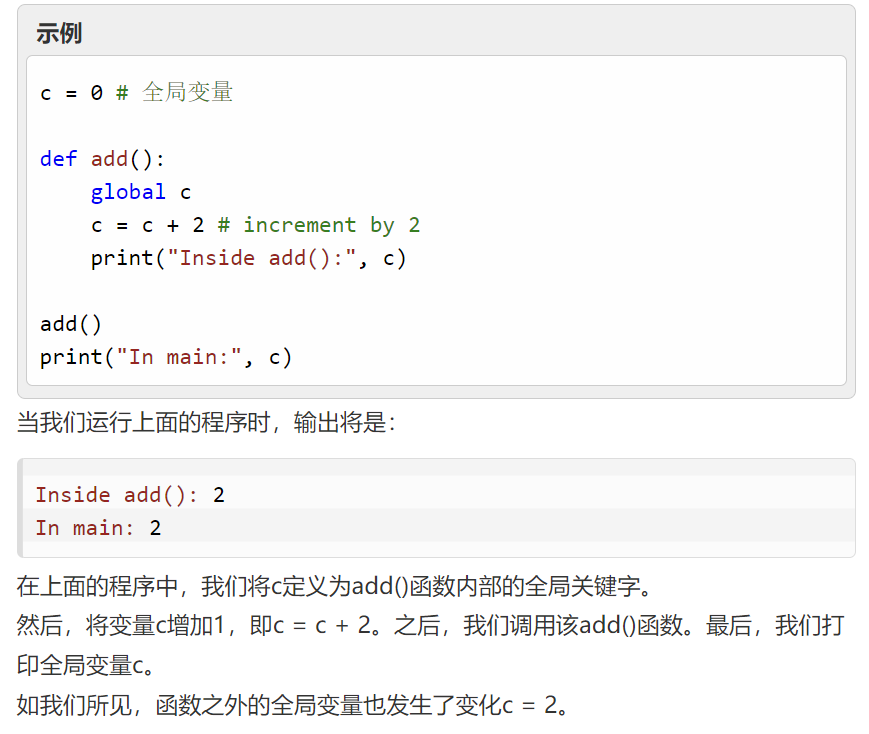 示例
c = 0 # 全局变量
def add():
    global c
    c = c + 2 # increment by 2
    print("Inside add():", c)
add()
print("In main:", c)
当我们运行上面的程序时，输出将是：
Inside add(): 2
In main: 2
在上面的程序中，我们将c定义为add()函数内部的全局关键字。
然后，将变量c增加1，即c = c + 2。之后，我们调用该add()函数。最后，我们打
印全局变量c。
如我们所见，函数之外的全局变量也发生了变化c = 2。